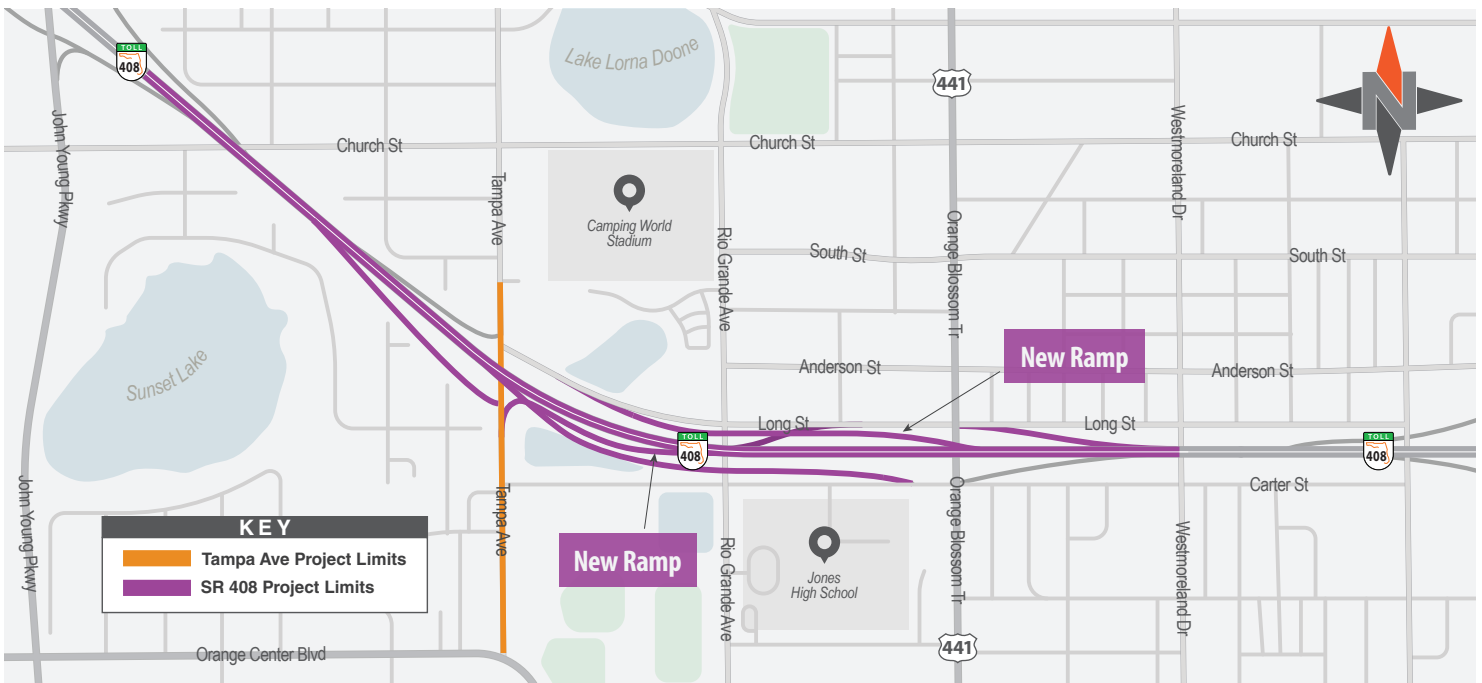 TOLL
408
Lake Lorna Doone
441
John Young Pkwy
Church St
Church St
Westmoreland Dr
Church St
N
Tampa Ave
Camping World
Stadium
Rio Grande Ave
South St
Orange Blossom Tr
South St
Sunset Lake
New Ramp
Anderson St
Anderson St
Long St
Long St
TOLL
408
TOLL
408
John Young Pkwy
Tampa Ave
Orange Blossom Tr
Carter St
KEY
Tampa Ave Project Limits
SR 408 Project Limits
New Ramp
Rio Grande Ave
Jones
High School
Westmoreland Dr
Orange Center Blvd
441